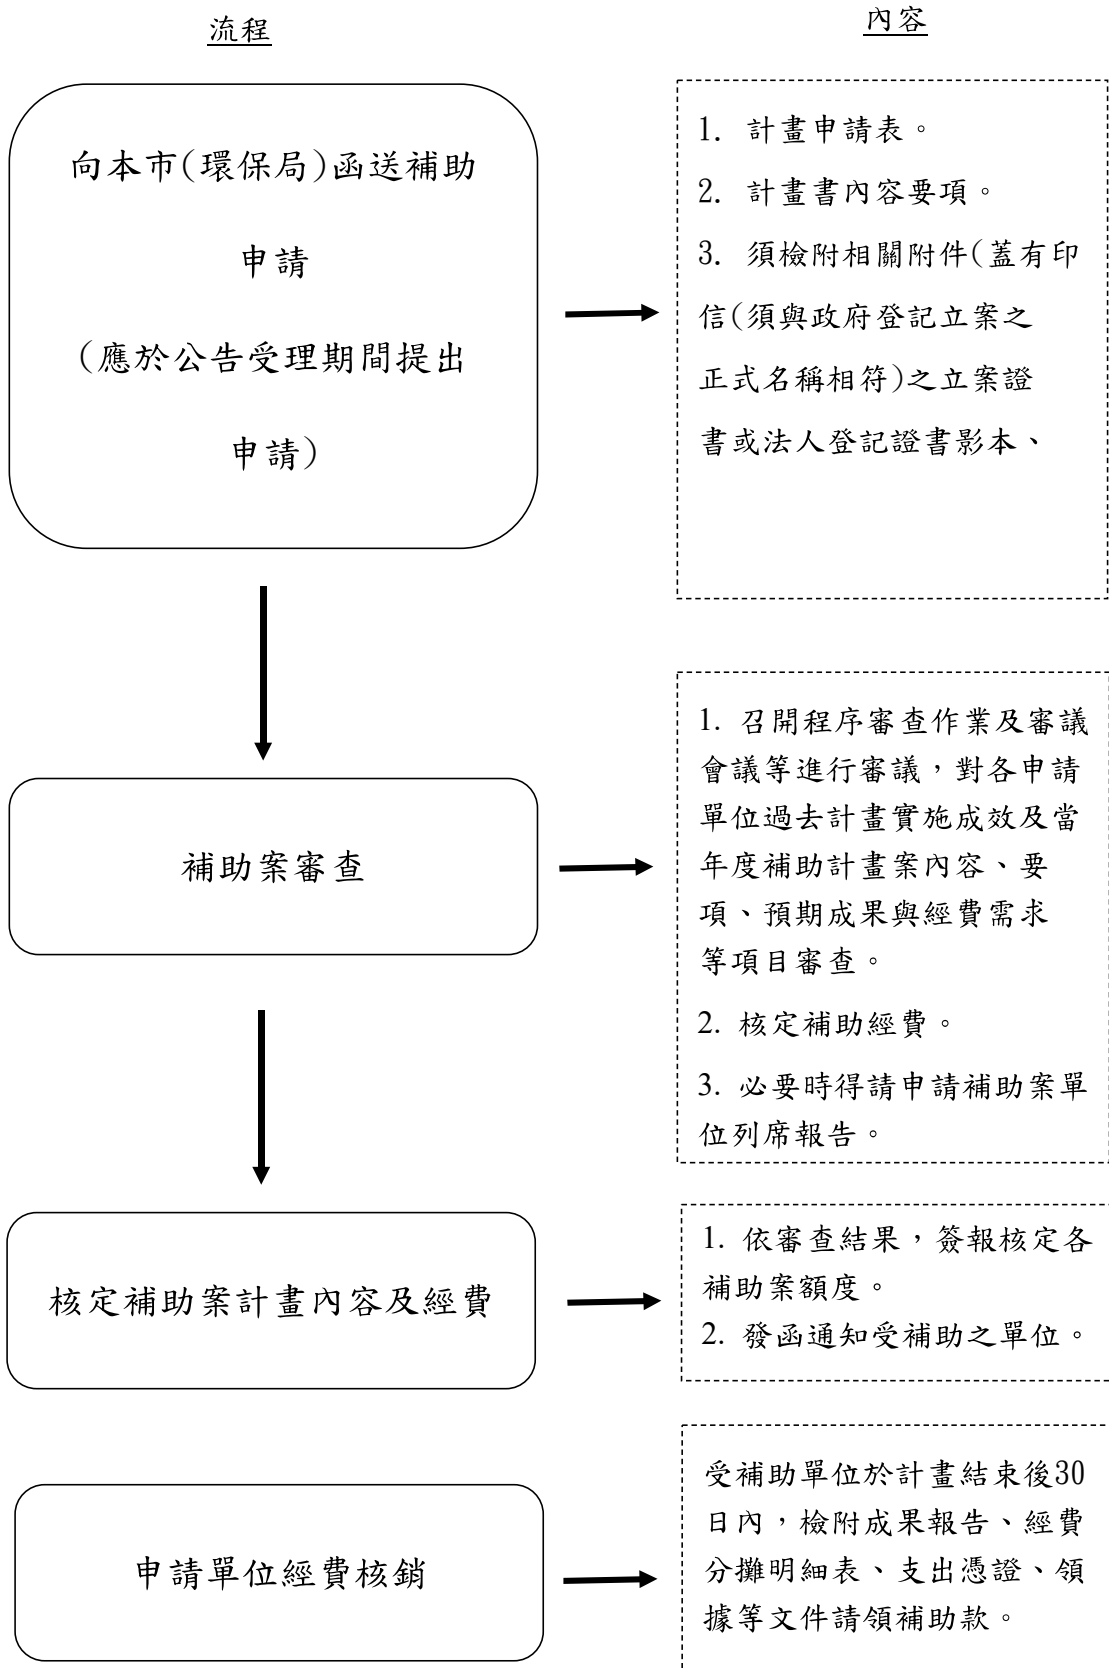 流程
內容
向本市(環保局)函送補助
申請
(應於公告受理期間提出
申請)
1. 計畫申請表。
2. 計畫書內容要項。
3. 須檢附相關附件(蓋有印
信(須與政府登記立案之
正式名稱相符)之立案證
書或法人登記證書影本、
補助案審查
1. 召開程序審查作業及審議
會議等進行審議，對各申請
單位過去計畫實施成效及當
年度補助計畫案內容、要
項、預期成果與經費需求
等項目審查。
2. 核定補助經費。
3. 必要時得請申請補助案單
位列席報告。
核定補助案計畫內容及經費
1. 依審查結果，簽報核定各
補助案額度。
2. 發函通知受補助之單位。
申請單位經費核銷
受補助單位於計畫結束後30
日內，檢附成果報告、經費
分攤明細表、支出憑證、領
據等文件請領補助款。